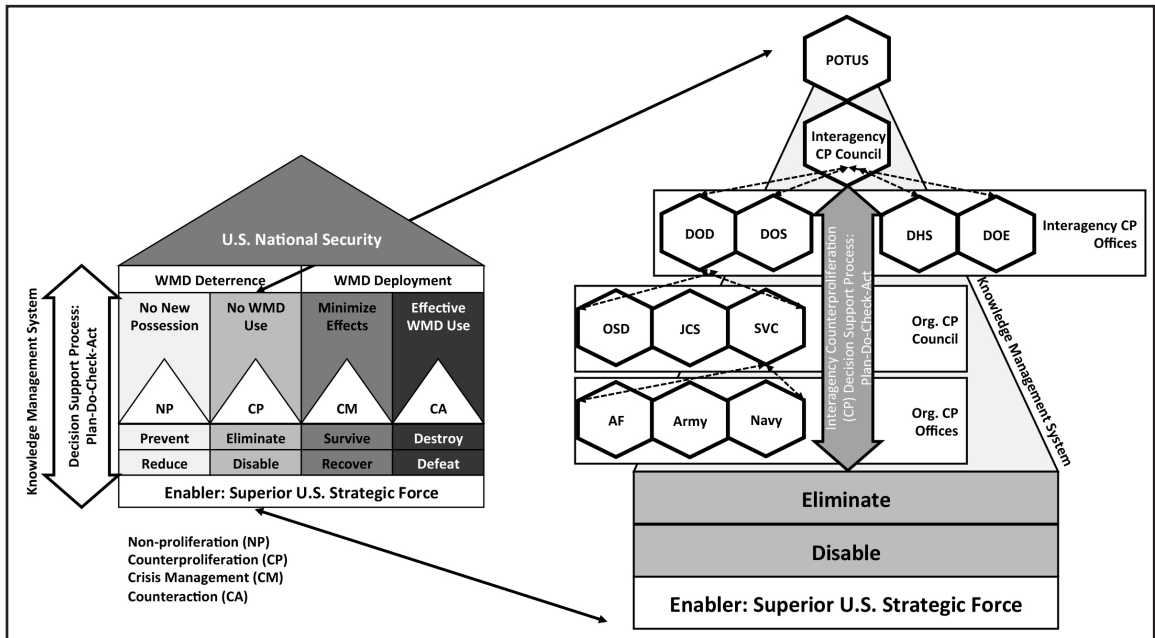 U.S. National Security
WMD Deterrence
WMD Deployment
No New
Possession
No WMD
Use
Minimize
Effects
Effective
WMD Use
NP
CP
CM
CA
Prevent
Eliminate
Survive
Destroy
Reduce
Disable
Recover
Defeat
Enabler: Superior U.S. Strategic Force
Knowledge Management System
Decision Support Process:
Plan-Do-Check-Act
Non-proliferation (NP)
Counterproliferation (CP)
Crisis Management (CM)
Counteraction (CA)
POTUS
Interagency
CP Council
DOD
DOS
DHS
DOE
Interagency CP
Offices
OSD
JCS
SVC
Org. CP
Council
AF
Army
Navy
Org. CP
Offices
Interagency Counterproliferation
(CP) Decision Support Process:
Plan-Do-Check-Act
Knowledge Management System
Eliminate
Disable
Enabler: Superior U.S. Strategic Force